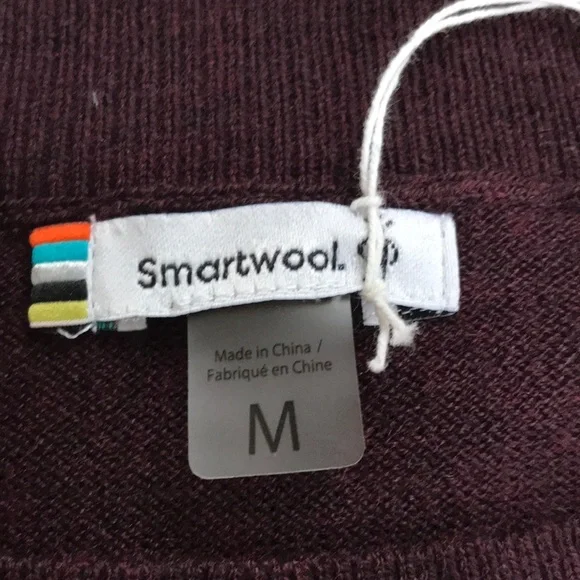 Smartwool.
Made in China /
Fabriqué en Chine
M